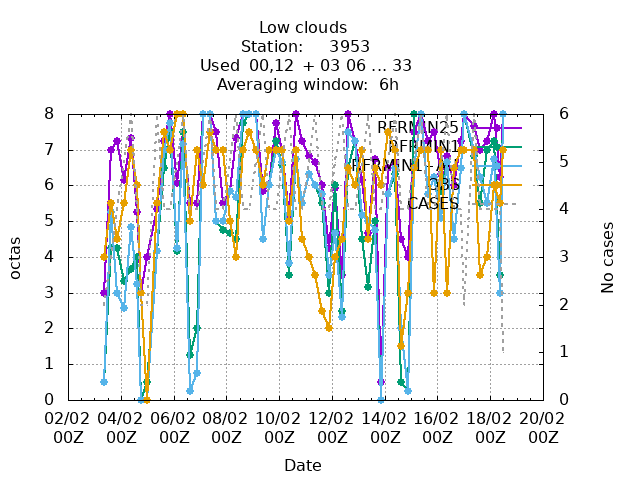 Low clouds
Station: 3953
Used 00,12 + 03 06 ... 33
Averaging window: 6h
octas
No cases
8
7
6
5
4
3
2
1
0
6
5
4
3
2
1
0
RFRMIN25
RFRMIN1
OBS
CASES
02/02 04/02 06/02 08/02 10/02 12/02 14/02 16/02 18/02 20/02
00Z 00Z 00Z 00Z 00Z 00Z 00Z 00Z 00Z 00Z
Date